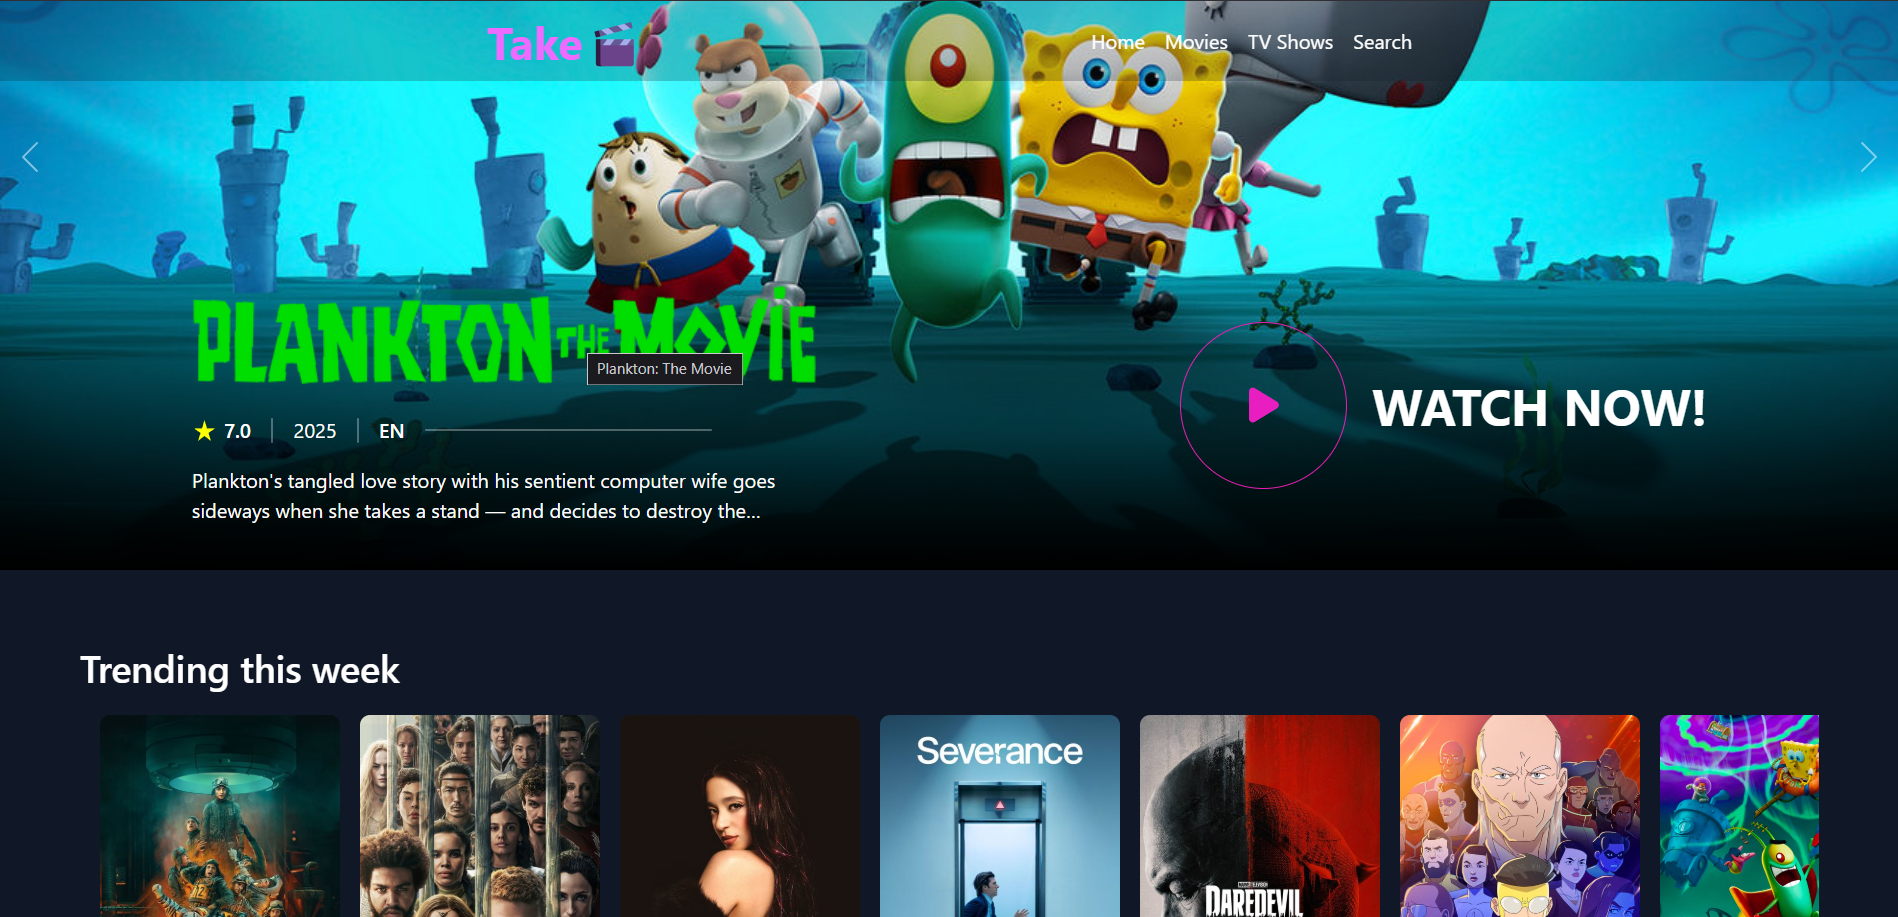 Take
Home Movies TV Shows Search
PLANKTON THE MOVIE
Plankton: The Movie
7.0 2025 EN
WATCH NOW!
Plankton's tangled love story with his sentient computer wife goes
sideways when she takes a stand — and decides to destroy the...
Trending this week
Severance
DAREDEVIL